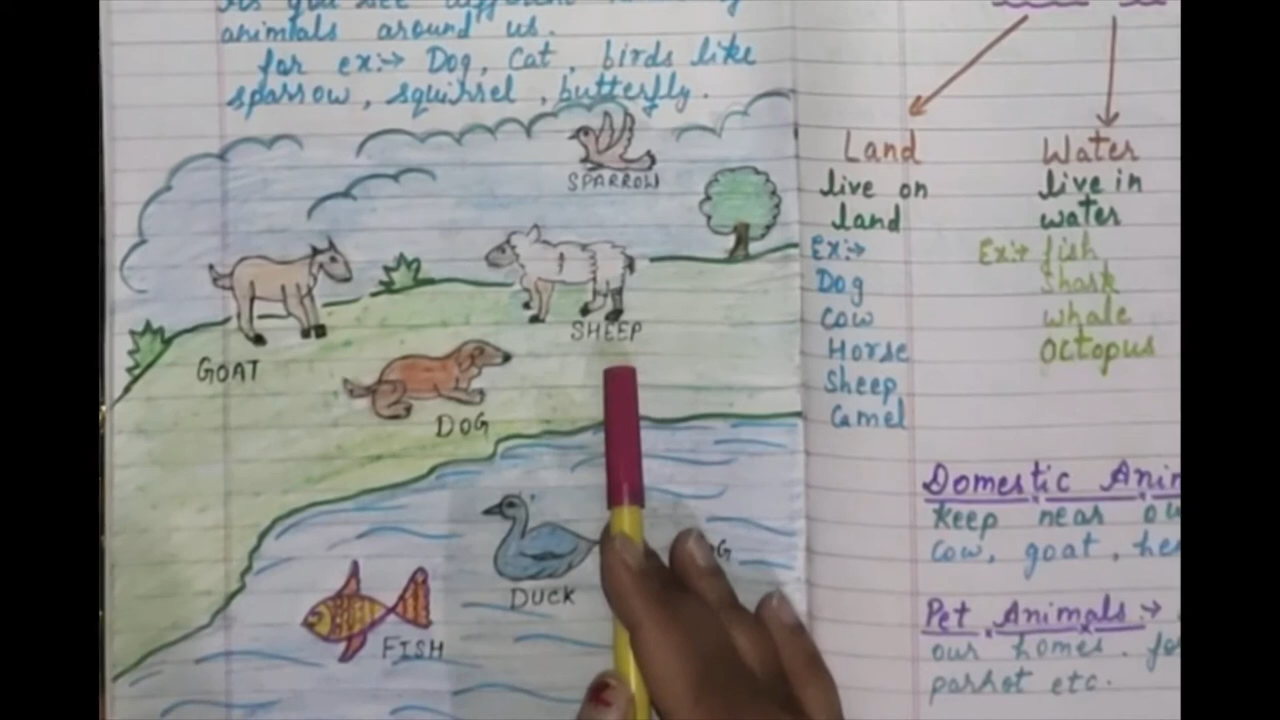 animals around us.
for ex:→ Dog, Cat, birds like
sparrow, squirrel, butterfly.
SPARROW
SHEEP
GOAT
DOG
DUCK
FISH
Land
live on
land
Ex:→
Dog
Cow
Horse
Sheep
Camel
Water
live in
water
Ex:→ fish
Shark
whale
Octopus
Domestic
keep near
cow, goat,
Pet Animals:→
our homes.
parrot etc.